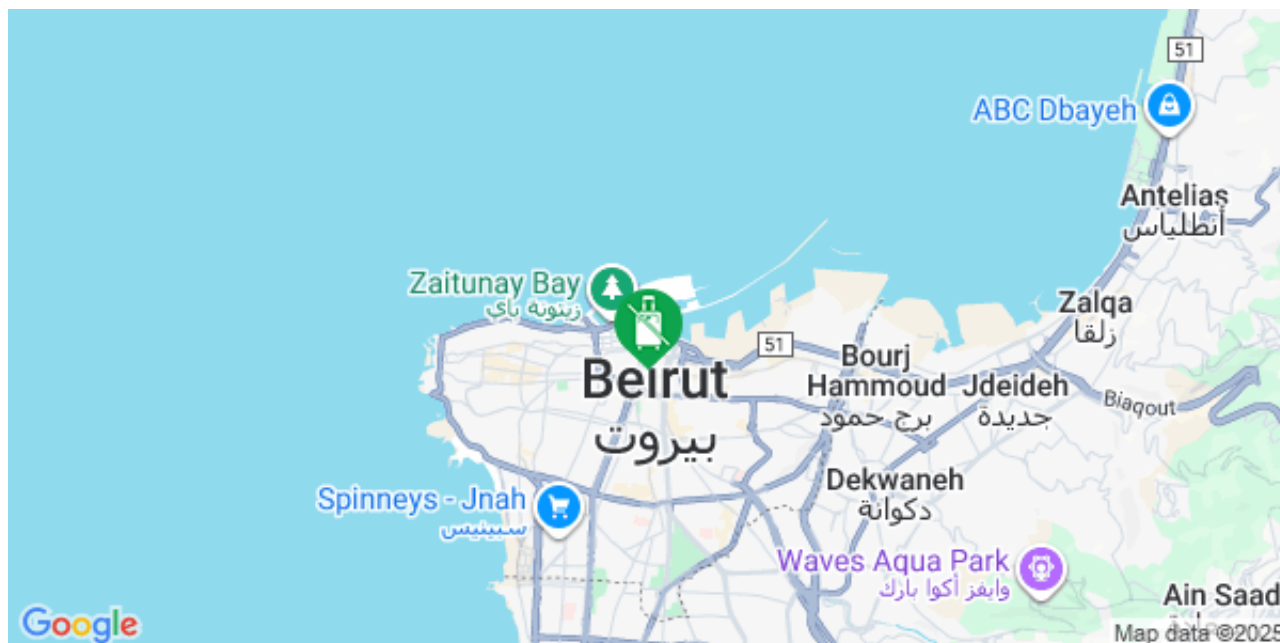 51
ABC Dbayeh
Antelias
أنطلياس
Zaitunay Bay
زيتونة باي
Zalqa
زلقا
51
Beirut
بيروت
Bourj
Hammoud
برج حمود
Jdeideh
جديدة
Biaqout
Dekwaneh
دكوانة
Spinneys - Jnah
سبينيس
Waves Aqua Park
وايفز أكوا بارك
Ain Saad
Google
Map data ©2025